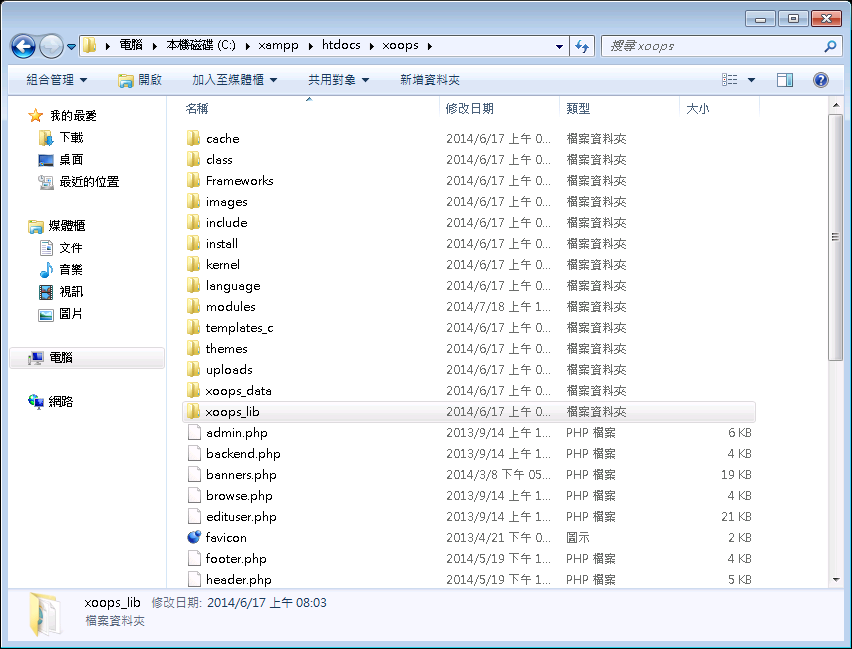 電腦 本機磁碟 (C:) xampp htdocs xoops 搜尋 xoops
組合管理 開啟 加入至媒體櫃 共用對象 新增資料夾
我的最愛
下載
桌面
最近的位置
媒體櫃
文件
音樂
視訊
圖片
電腦
網路
名稱 修改日期 類型 大小
cache 2014/6/17 上午 0... 檔案資料夾
class 2014/6/17 上午 0... 檔案資料夾
Frameworks 2014/6/17 上午 0... 檔案資料夾
images 2014/6/17 上午 0... 檔案資料夾
include 2014/6/17 上午 0... 檔案資料夾
install 2014/6/17 上午 0... 檔案資料夾
kernel 2014/6/17 上午 0... 檔案資料夾
language 2014/6/17 上午 0... 檔案資料夾
modules 2014/7/18 上午 1... 檔案資料夾
templates_c 2014/6/17 上午 0... 檔案資料夾
themes 2014/6/17 上午 0... 檔案資料夾
uploads 2014/6/17 上午 0... 檔案資料夾
xoops_data 2014/6/17 上午 0... 檔案資料夾
xoops_lib 2014/6/17 上午 0... 檔案資料夾
admin.php 2013/9/14 上午 1... PHP 檔案 6 KB
backend.php 2013/9/14 上午 1... PHP 檔案 4 KB
banners.php 2014/3/8 下午 05... PHP 檔案 19 KB
browse.php 2013/9/14 上午 1... PHP 檔案 4 KB
edituser.php 2013/9/14 上午 1... PHP 檔案 21 KB
favicon 2013/4/21 下午 0... 圖示 2 KB
footer.php 2014/5/19 下午 1... PHP 檔案 4 KB
header.php 2014/5/19 下午 1... PHP 檔案 5 KB
xoops_lib 修改日期: 2014/6/17 上午 08:03
檔案資料夾